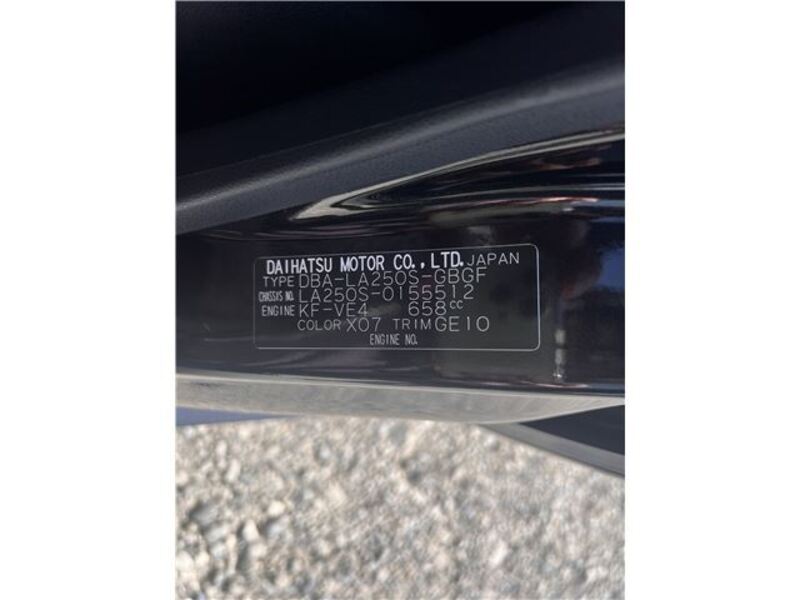 DAIHATSU MOTOR CO., LTD. JAPAN
TYPE DBA-LA250S-GBGF
CHASSIS NO. LA250S-0155512
ENGINE KF-VE4 658cc
COLOR X07 TRIM GE10
ENGINE NO.